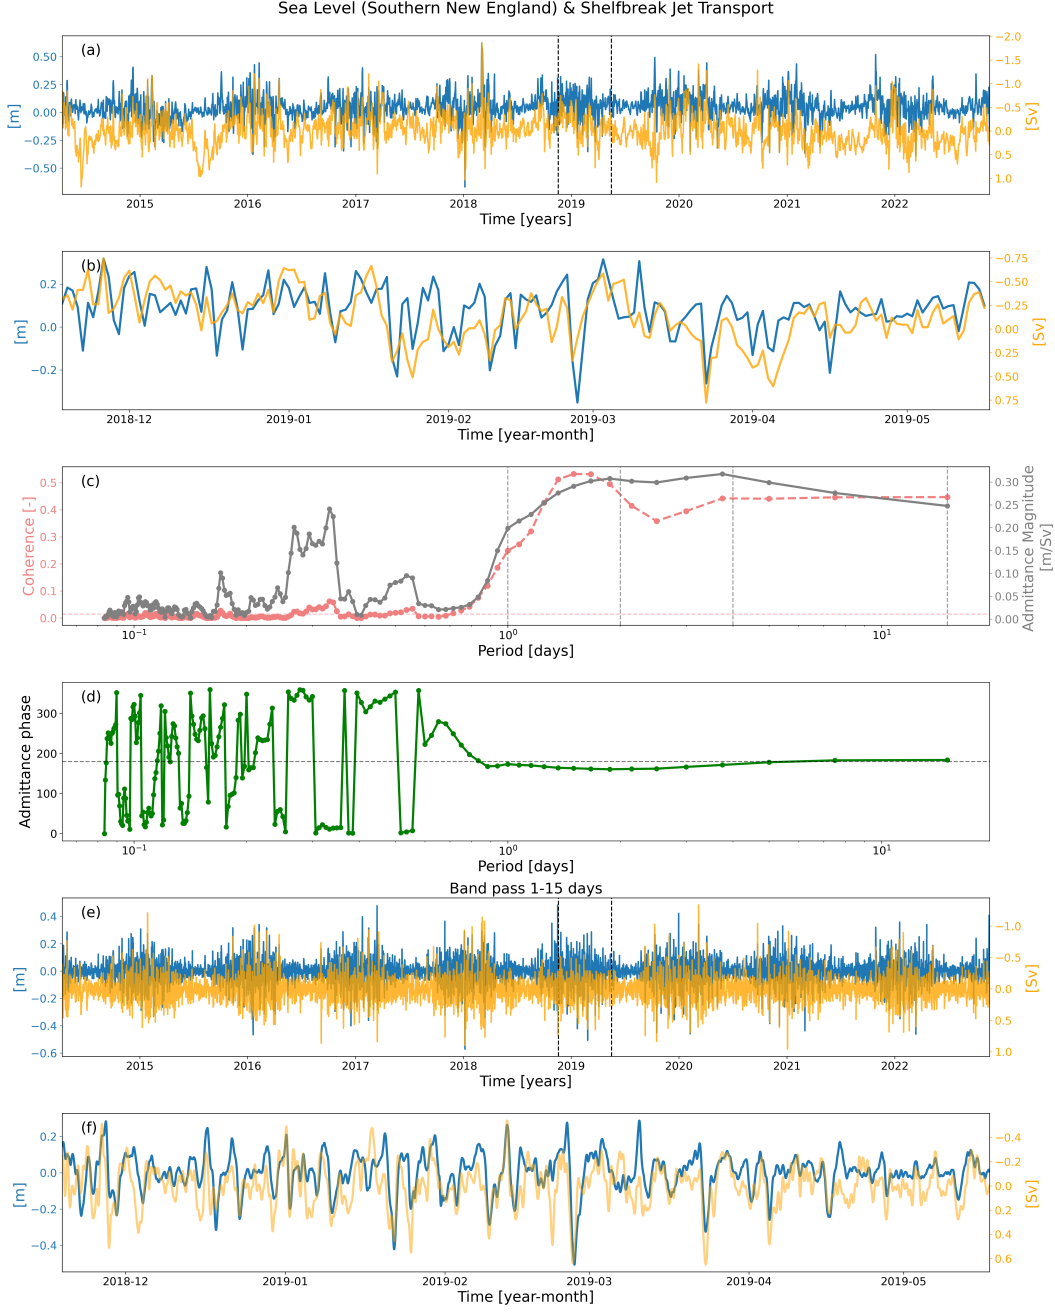 Sea Level (Southern New England) & Shelfbreak Jet Transport
(a)
[m]
0.50
0.25
0.00
−0.25
−0.50
−2.0
−1.5
−1.0
−0.5
0.0
0.5
1.0
[Sv]
2015 2016 2017 2018 2019 2020 2021 2022
Time [years]
(b)
[m]
0.2
0.0
−0.2
−0.75
−0.50
−0.25
0.00
0.25
0.50
0.75
[Sv]
2018-12 2019-01 2019-02 2019-03 2019-04 2019-05
Time [year-month]
(c)
Coherence [-]
0.5
0.4
0.3
0.2
0.1
0.0
0.30
0.25
0.20
0.15
0.10
0.05
0.00
Admittance Magnitude
[m/Sv]
10⁻¹ 10⁰ 10¹
Period [days]
(d)
Admittance phase
300
200
100
0
10⁻¹ 10⁰ 10¹
Period [days]
Band pass 1-15 days
(e)
[m]
0.4
0.2
0.0
−0.2
−0.4
−0.6
−1.0
−0.5
0.0
0.5
1.0
[Sv]
2015 2016 2017 2018 2019 2020 2021 2022
Time [years]
(f)
[m]
0.2
0.0
−0.2
−0.4
−0.4
−0.2
0.0
0.2
0.4
0.6
[Sv]
2018-12 2019-01 2019-02 2019-03 2019-04 2019-05
Time [year-month]